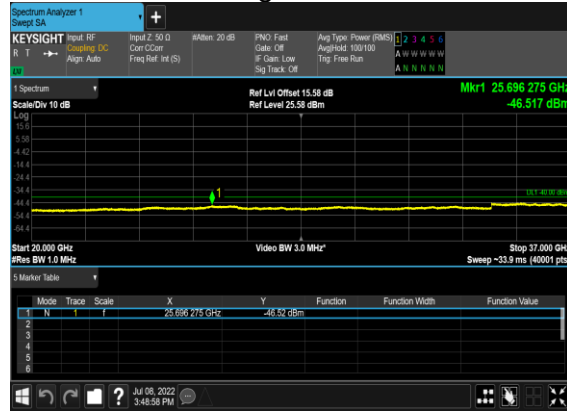 Spectrum Analyzer 1
Swept SA
+
KEYSIGHT Input: RF Input Z: 50 Ω #Atten: 20 dB PNO: Fast Avg Type: Power (RMS) 1 2 3 4 5 6
R T Coupling: DC Corr CCorr Gate: Off Avg|Hold: 100/100 A W W W W W
Align: Auto Freq Ref: Int (S) IF Gain: Low Trig: Free Run
Sig Track: Off A N N N N N
1 Spectrum Ref Lvl Offset 15.58 dB Mkr1 25.696 275 GHz
Scale/Div 10 dB Ref Level 25.58 dBm -46.517 dBm
Log
15.6
5.58
-4.42
-14.4
-24.4
-34.4 1 DL1 -40.00 dBm
-44.4
-54.4
-64.4
Start 20.000 GHz Video BW 3.0 MHz* Stop 37.000 GHz
#Res BW 1.0 MHz Sweep ~33.9 ms (40001 pts)
5 Marker Table
Mode Trace Scale X Y Function Function Width Function Value
1 N 1 f 25.696 275 GHz -46.52 dBm
2
3
4
5
6
? Jul 08, 2022
3:48:58 PM